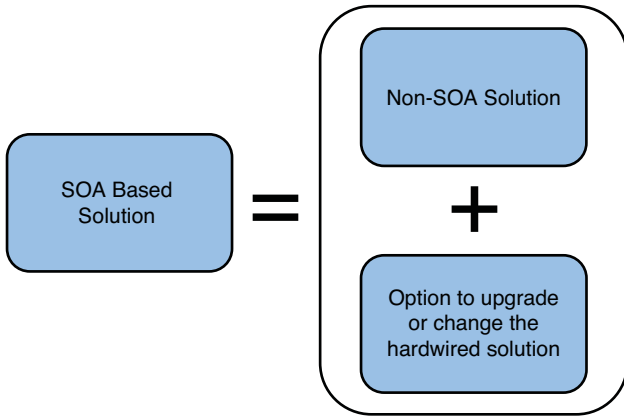 SOA Based
Solution
=
Non-SOA Solution
+
Option to upgrade
or change the
hardwired solution